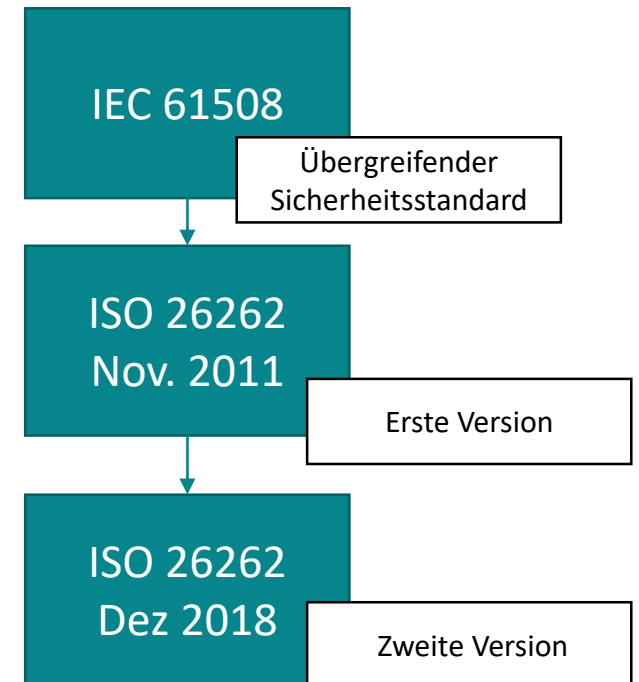 IEC 61508
Übergreifender
Sicherheitsstandard
ISO 26262
Nov. 2011
Erste Version
ISO 26262
Dez 2018
Zweite Version